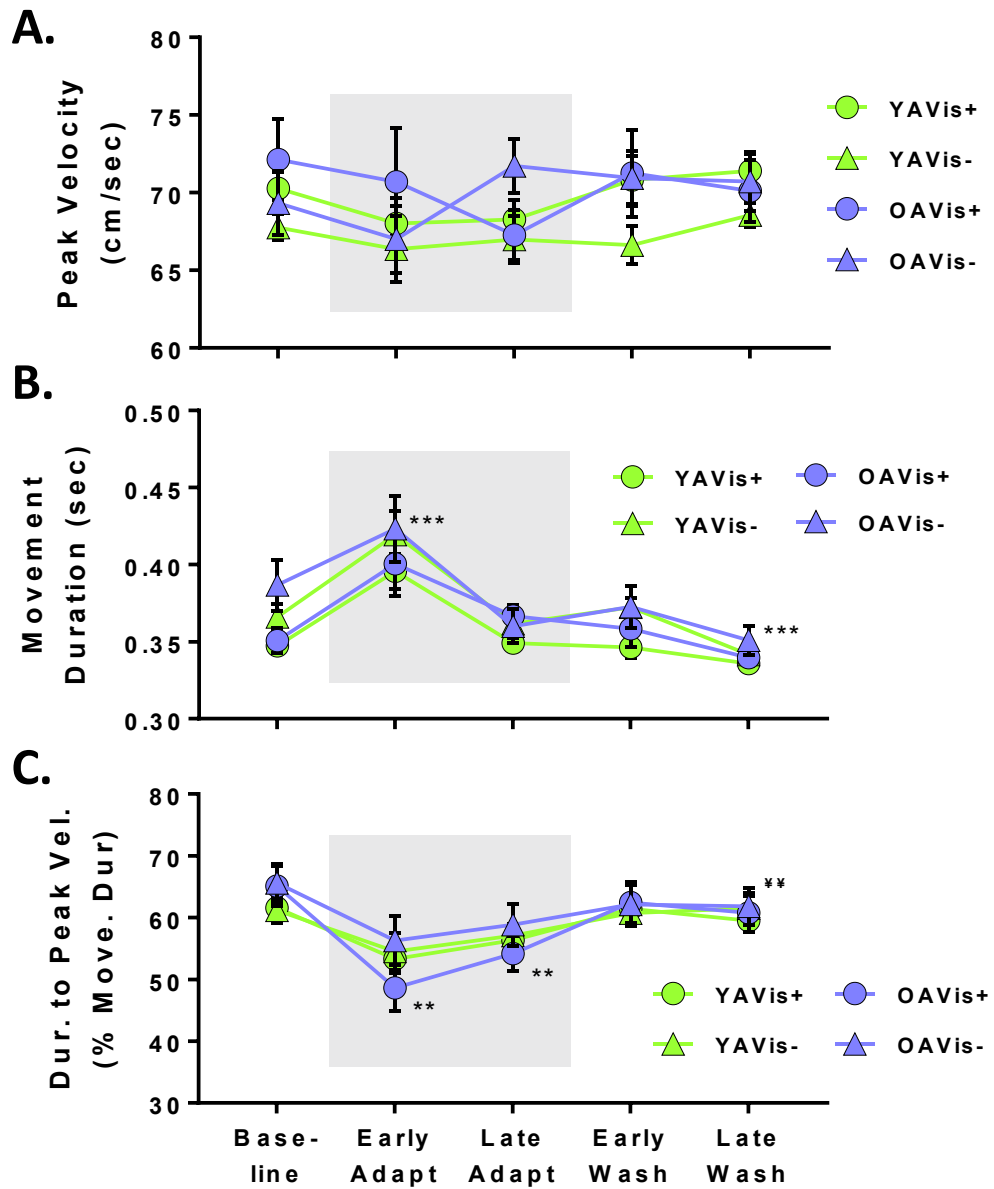 A.
Peak Velocity
(cm/sec)
80
75
70
65
60
YAVis+
YAVis-
OAVis+
OAVis-
B.
Movement
Duration (sec)
0.50
0.45
0.40
0.35
0.30
YAVis+ OAVis+
YAVis- OAVis-
***
***
C.
Dur. to Peak Vel.
(% Move. Dur)
80
70
60
50
40
30
¥¥
**
**
YAVis+ OAVis+
YAVis- OAVis-
Base- Early Late Early Late
line Adapt Adapt Wash Wash